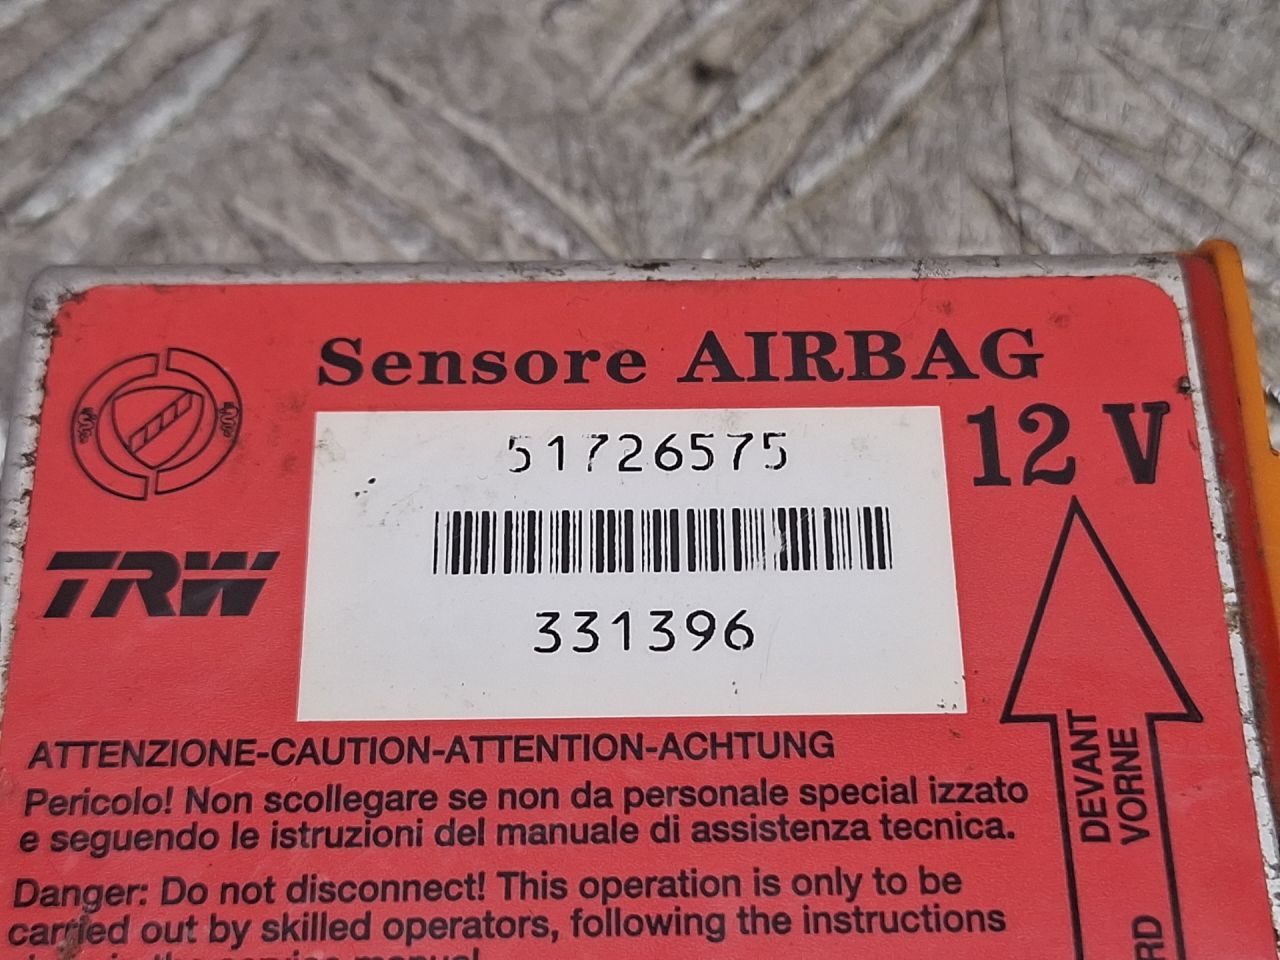 Sensore AIRBAG
12 V
51726575
331396
TRW
DEVANT
VORNE
ATTENZIONE-CAUTION-ATTENTION-ACHTUNG
Pericolo! Non scollegare se non da personale special izzato
e seguendo le istruzioni del manuale di assistenza tecnica.
Danger: Do not disconnect! This operation is only to be
carried out by skilled operators, following the instructions
service manual